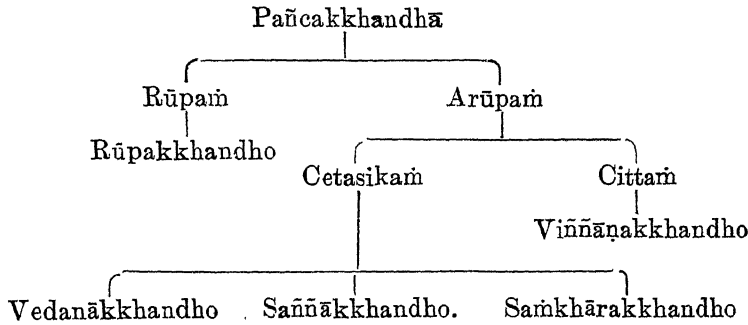 Pañcakkhandhā
Rūpaṁ Arūpaṁ
Rūpakkhandho
Cetasikaṁ Cittaṁ
Viññāṇakkhandho
Vedanākkhandho Saññākkhandho. Saṁkhārakkhandho